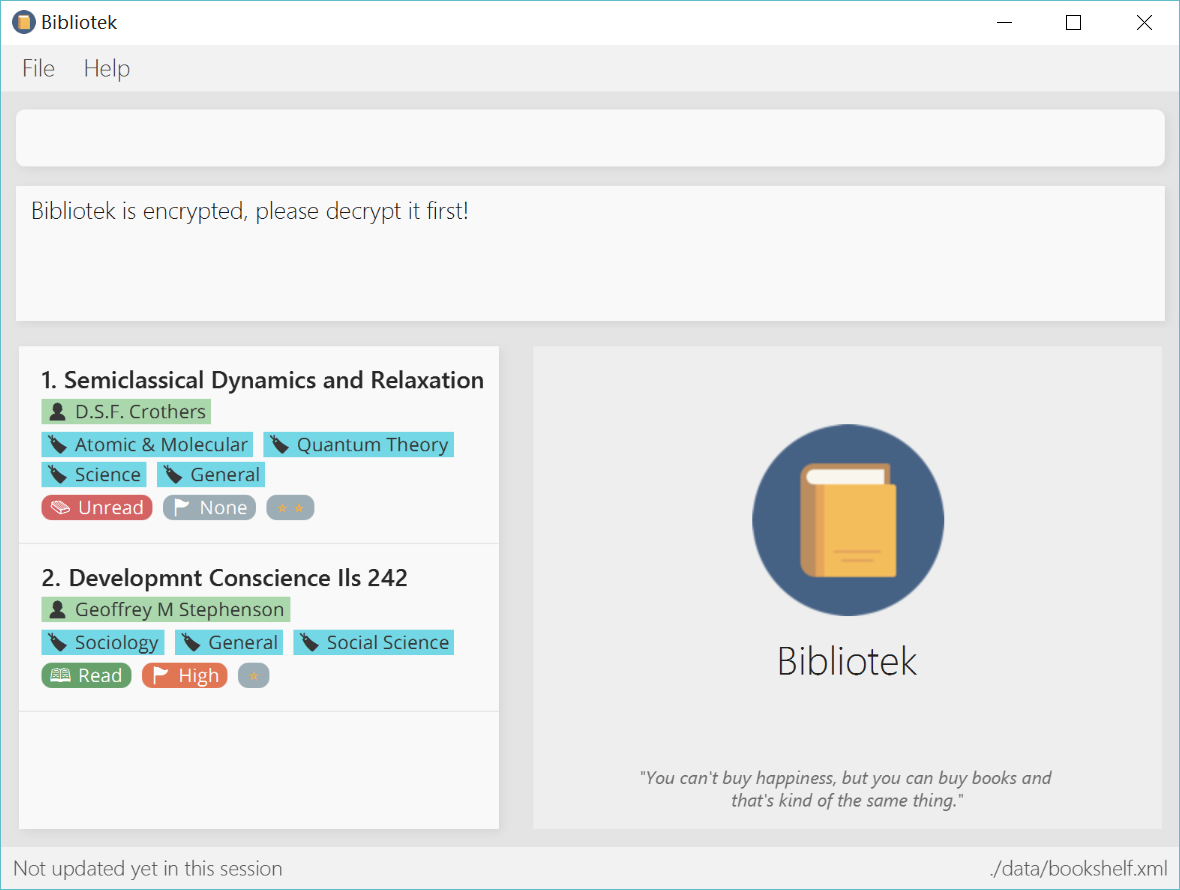 Bibliotek
File Help
Bibliotek is encrypted, please decrypt it first!
1. Semiclassical Dynamics and Relaxation
D.S.F. Crothers
Atomic & Molecular Quantum Theory
Science General
Unread None
2. Developmnt Conscience Ils 242
Geoffrey M Stephenson
Sociology General Social Science
Read High
Bibliotek
"You can't buy happiness, but you can buy books and
that's kind of the same thing."
Not updated yet in this session ./data/bookshelf.xml